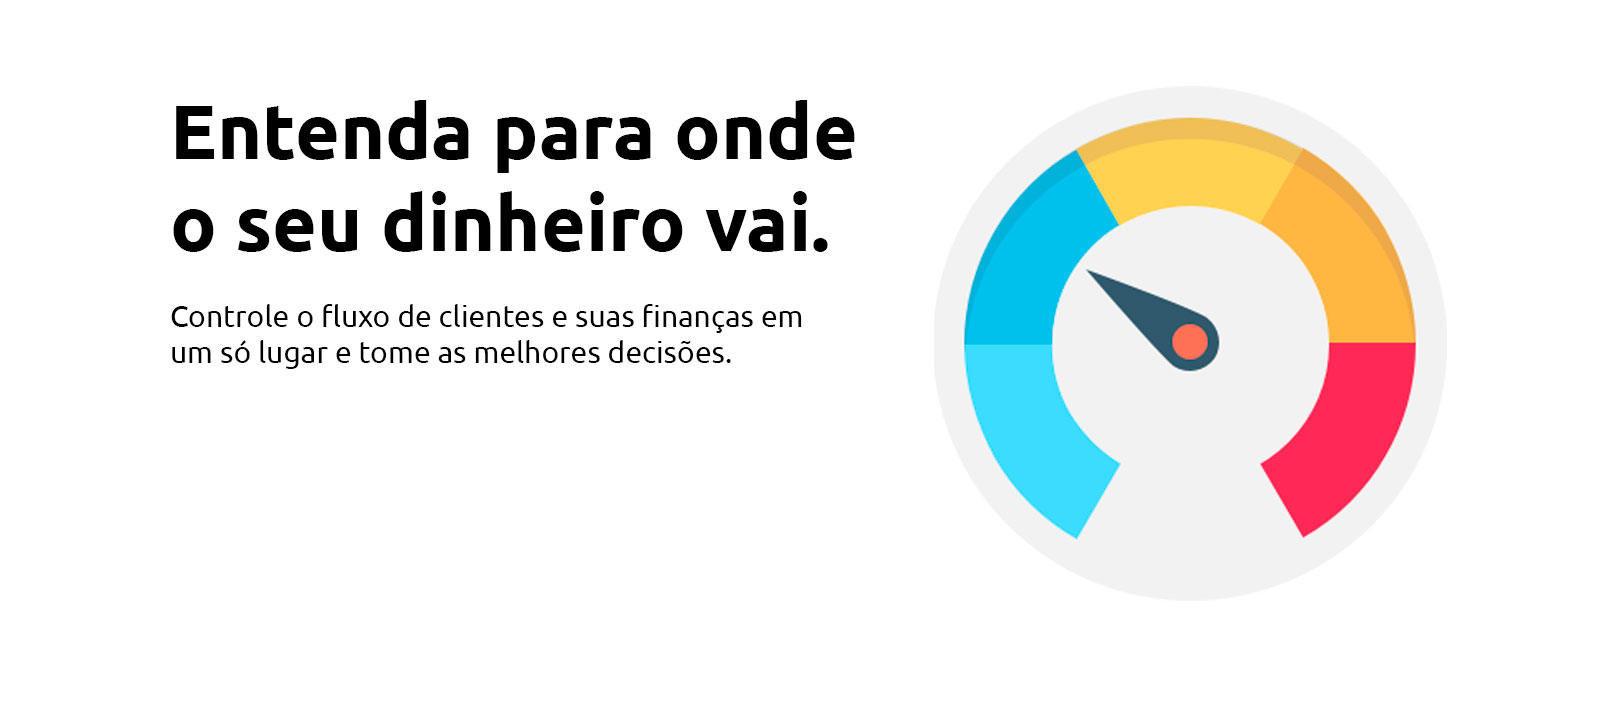 Entenda para onde
o seu dinheiro vai.
Controle o fluxo de clientes e suas finanças em
um só lugar e tome as melhores decisões.